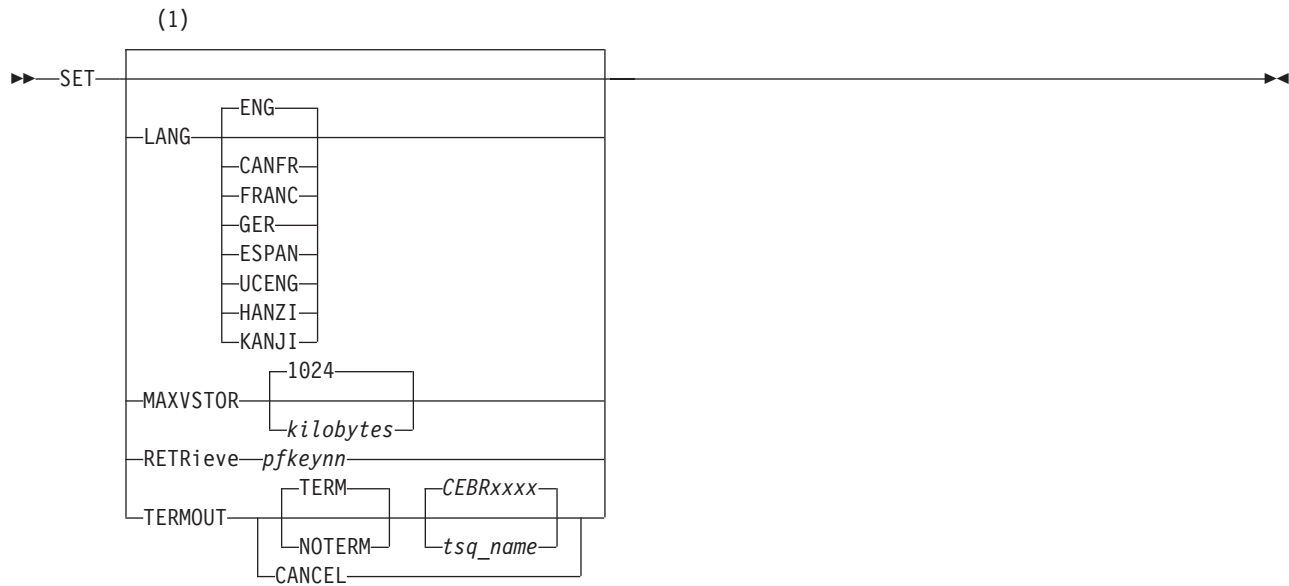 (1)
SET
ENG
LANG
CANFR
FRANC
GER
ESPAN
UCENG
HANZI
KANJI
1024
MAXVSTOR
kilobytes
RETRieve pfkeynn
TERM CEBRxxxx
TERMOUT
NOTERM tsq_name
CANCEL